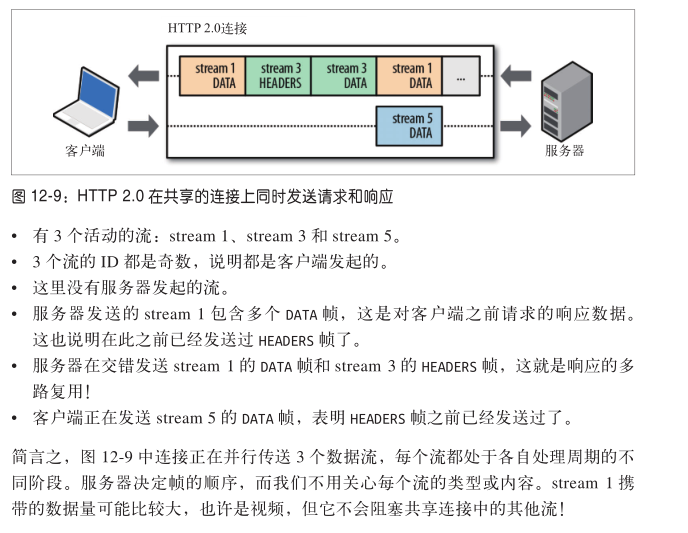 HTTP 2.0连接
stream 1 DATA
stream 3 HEADERS
stream 3 DATA
stream 1 DATA
...
stream 5 DATA
客户端
服务器
图 12-9：HTTP 2.0 在共享的连接上同时发送请求和响应
• 有 3 个活动的流：stream 1、stream 3 和 stream 5。
• 3 个流的 ID 都是奇数，说明都是客户端发起的。
• 这里没有服务器发起的流。
• 服务器发送的 stream 1 包含多个 DATA 帧，这是对客户端之前请求的响应数据。
这也说明在此之前已经发送过 HEADERS 帧了。
• 服务器在交错发送 stream 1 的 DATA 帧和 stream 3 的 HEADERS 帧，这就是响应的多
路复用！
• 客户端正在发送 stream 5 的 DATA 帧，表明 HEADERS 帧之前已经发送过了。
简言之，图 12-9 中连接正在并行传送 3 个数据流，每个流都处于各自处理周期的不
同阶段。服务器决定帧的顺序，而我们不用关心每个流的类型或内容。stream 1 携
带的数据量可能比较大，也许是视频，但它不会阻塞共享连接中的其他流！